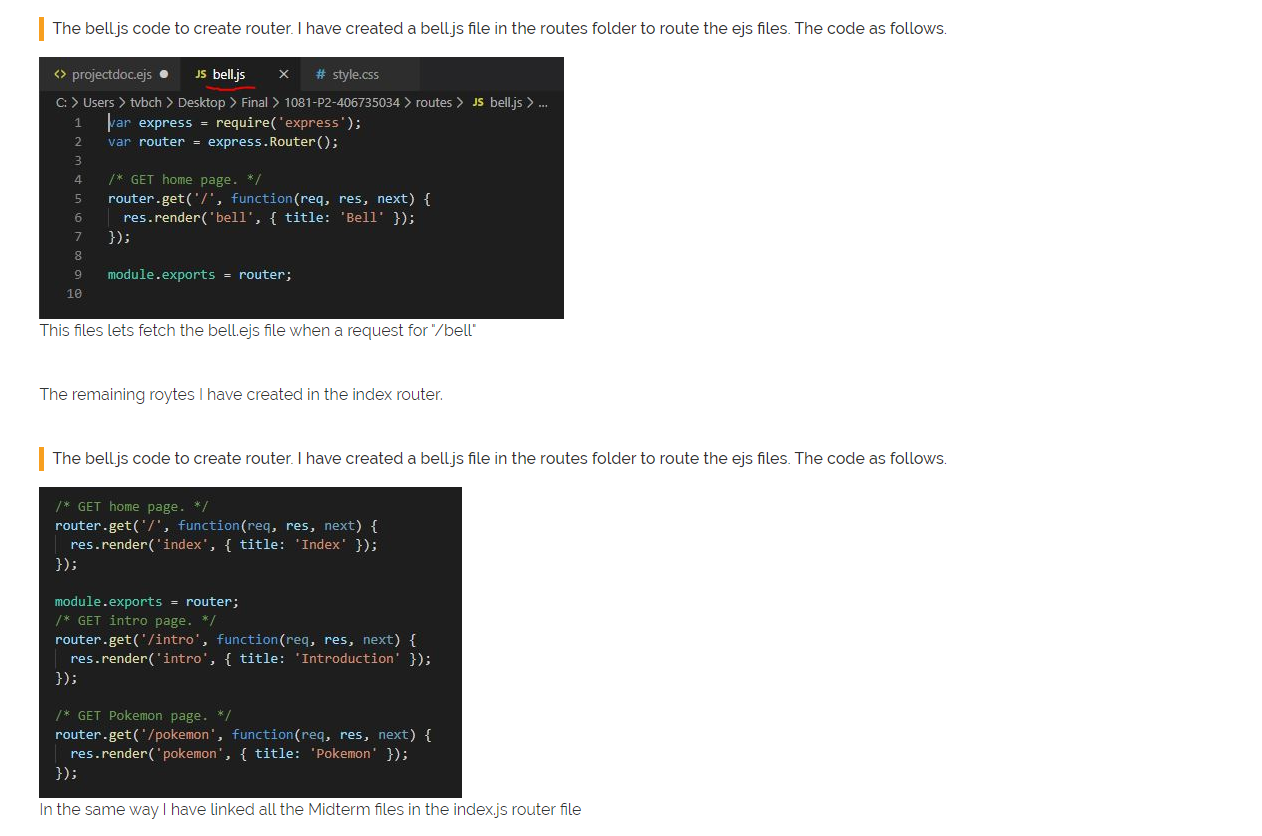 The bell.js code to create router. I have created a bell.js file in the routes folder to route the ejs files. The code as follows.
<> projectdoc.ejs ● JS bell.js × # style.css
C: > Users > tvbch > Desktop > Final > 1081-P2-406735034 > routes > JS bell.js > ...
1 var express = require('express');
2 var router = express.Router();
3
4 /* GET home page. */
5 router.get('/', function(req, res, next) {
6 res.render('bell', { title: 'Bell' });
7 });
8
9 module.exports = router;
10
This files lets fetch the bell.ejs file when a request for "/bell"
The remaining roytes I have created in the index router.
The bell.js code to create router. I have created a bell.js file in the routes folder to route the ejs files. The code as follows.
/* GET home page. */
router.get('/', function(req, res, next) {
res.render('index', { title: 'Index' });
});
module.exports = router;
/* GET intro page. */
router.get('/intro', function(req, res, next) {
res.render('intro', { title: 'Introduction' });
});
/* GET Pokemon page. */
router.get('/pokemon', function(req, res, next) {
res.render('pokemon', { title: 'Pokemon' });
});
In the same way I have linked all the Midterm files in the index.js router file